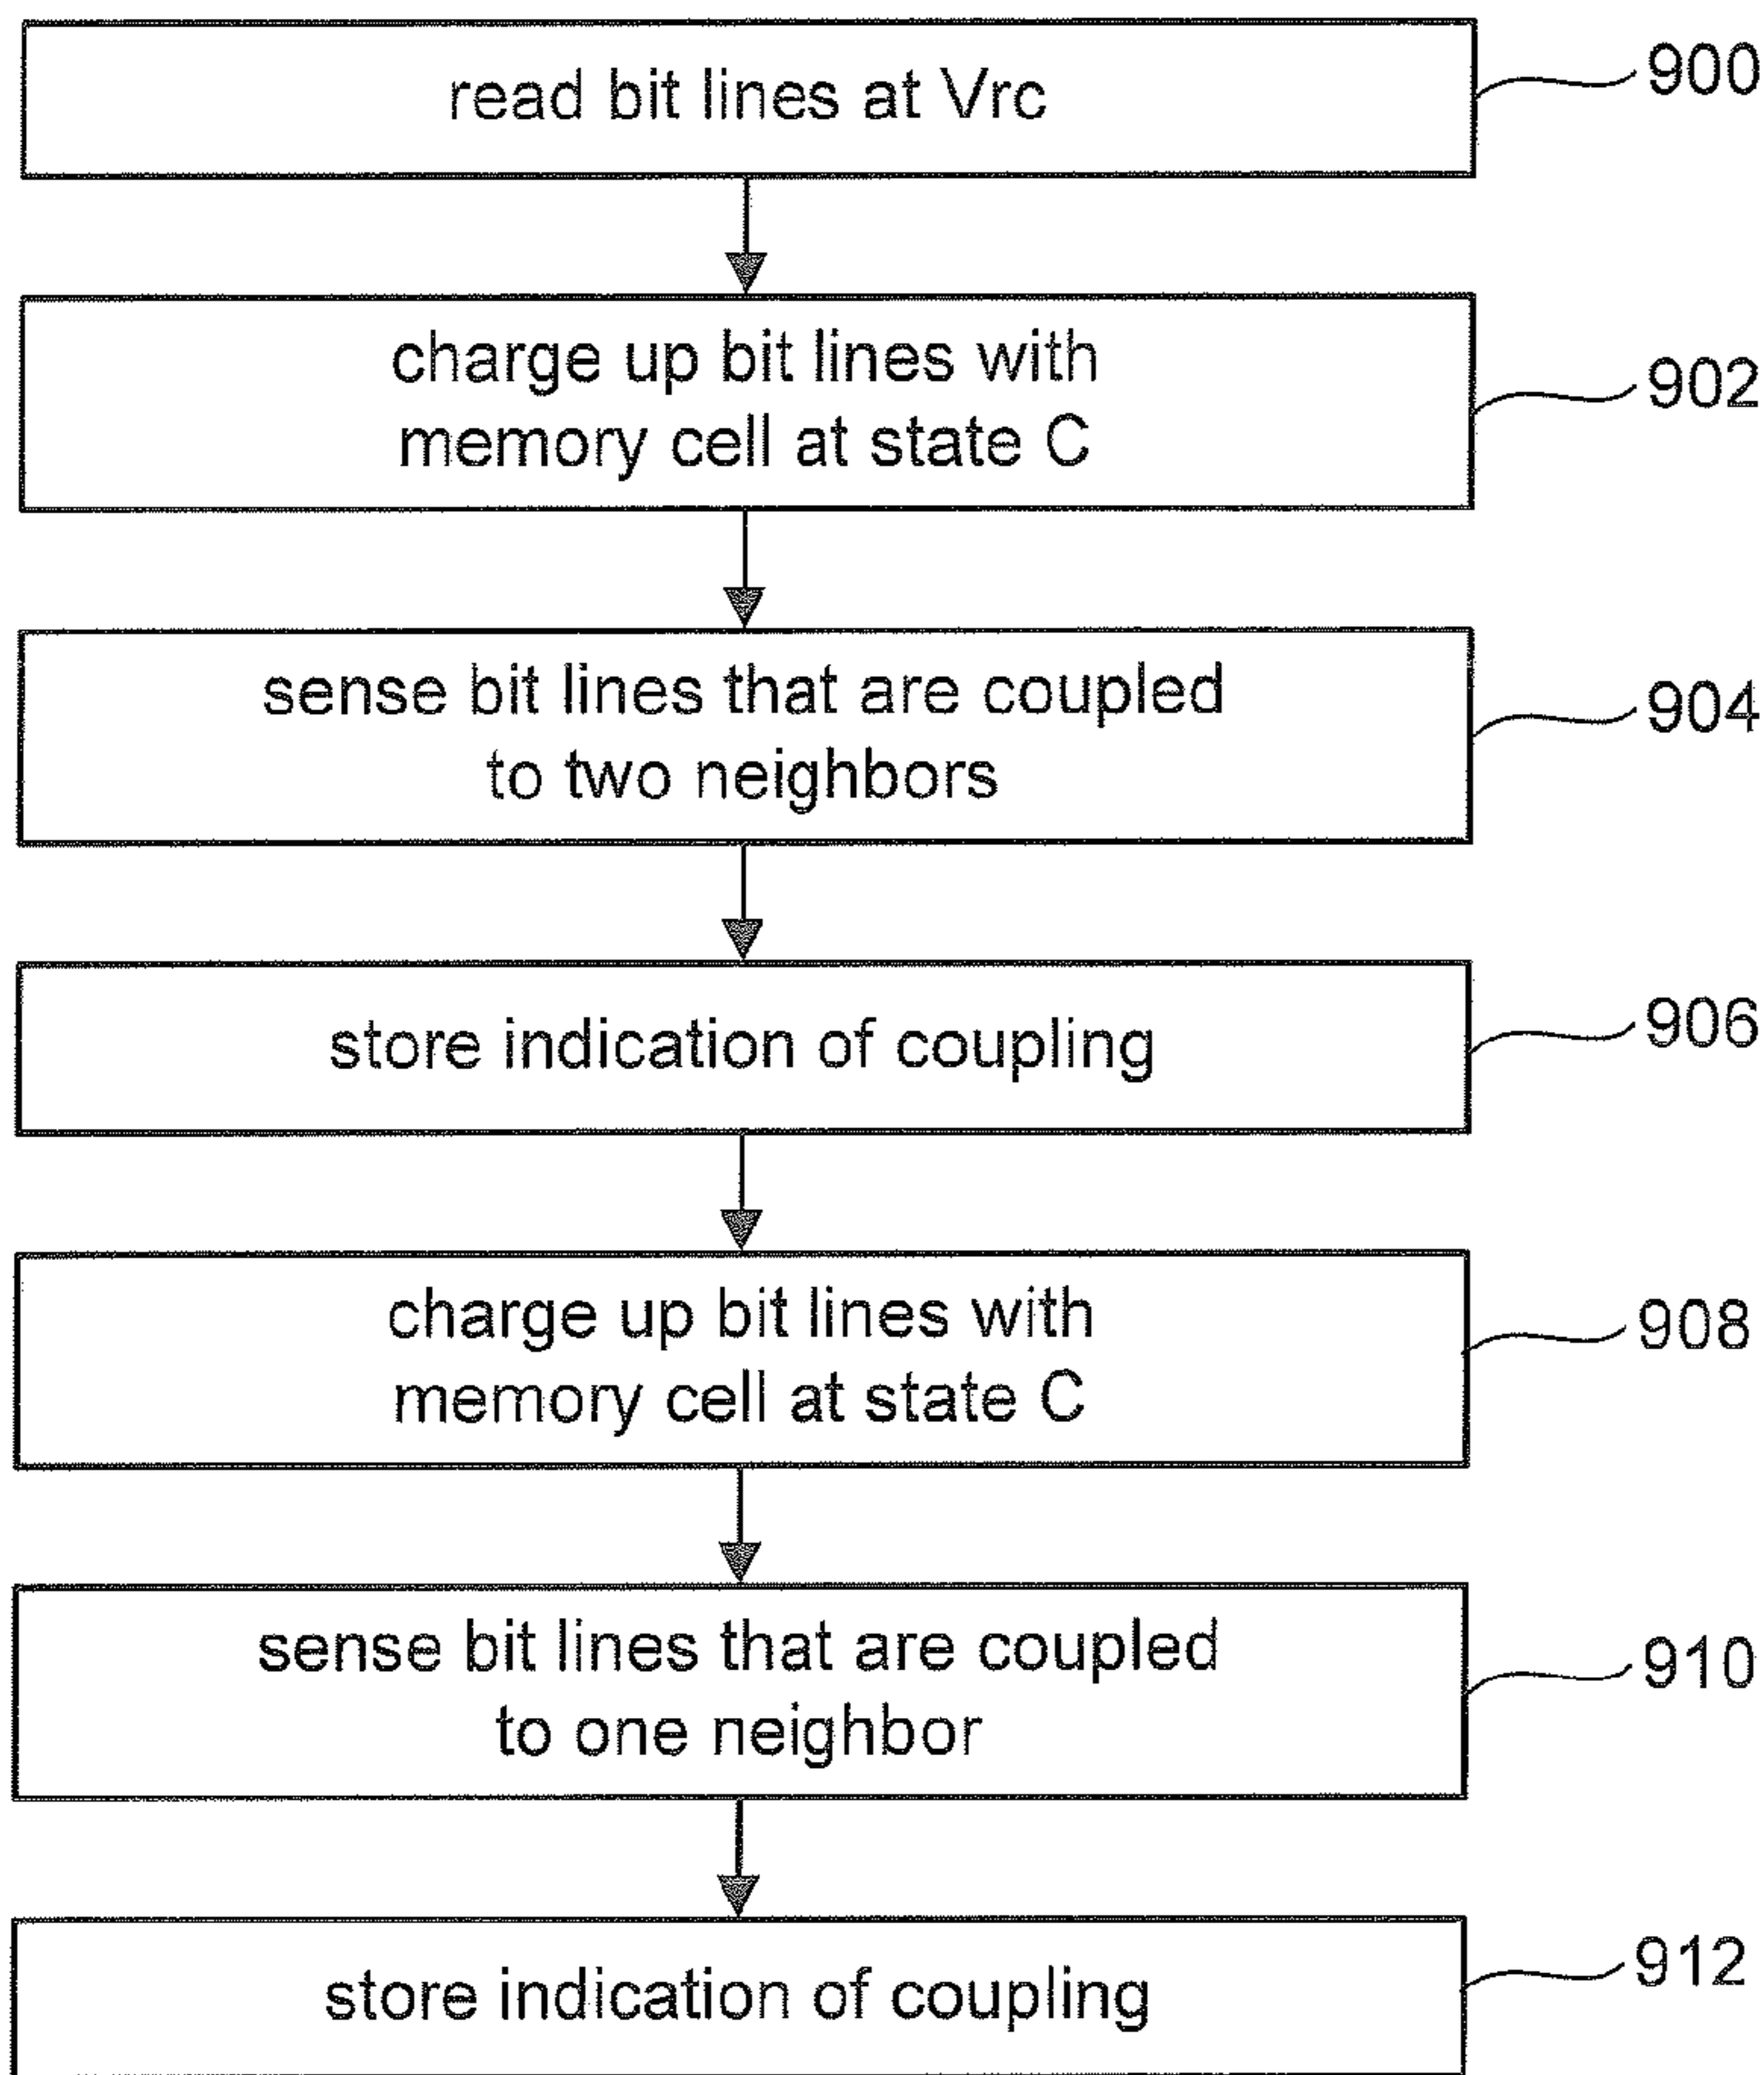 read bit lines at Vrc
900
charge up bit lines with
memory cell at state C
902
sense bit lines that are coupled
to two neighbors
904
store indication of coupling
906
charge up bit lines with
memory cell at state C
908
sense bit lines that are coupled
to one neighbor
910
store indication of coupling
912